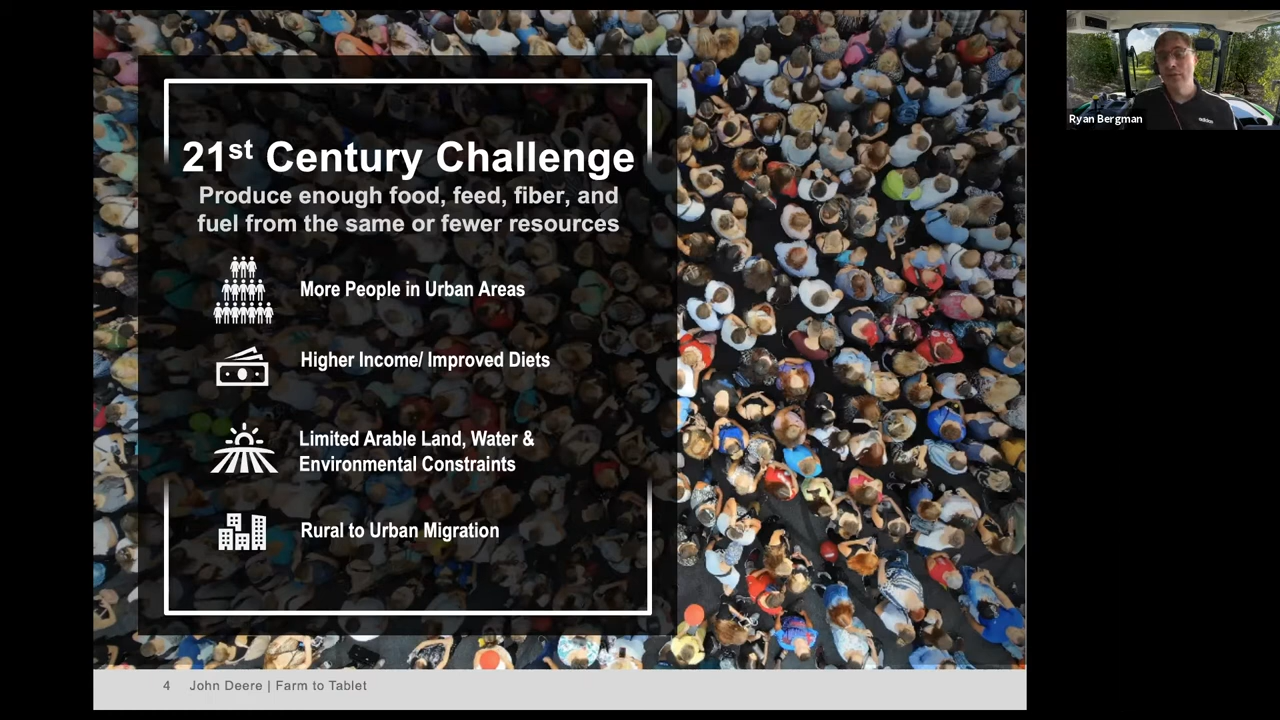 21st Century Challenge
Produce enough food, feed, fiber, and
fuel from the same or fewer resources
More People in Urban Areas
Higher Income/ Improved Diets
Limited Arable Land, Water &
Environmental Constraints
Rural to Urban Migration
4 John Deere | Farm to Tablet
Ryan Bergman
adidas